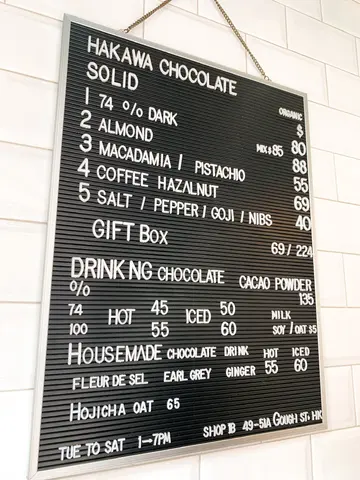 HAKAWA CHOCOLATE
SOLID ORGANIC
1 74 % DARK $
2 ALMOND MIX $85 80
3 MACADAMIA / PISTACHIO 88
4 COFFEE HAZALNUT 55
5 SALT / PEPPER / GOJI / NIBS 69
40
GIFT BOX 69 / 224
DRINK NG CHOCOLATE CACAO POWDER
% 135
74 HOT 45 ICED 50 MILK
100 55 60 SOY / OAT $5
HOUSEMADE CHOCOLATE DRINK HOT ICED
FLEUR DE SEL EARL GREY GINGER 55 60
HOJICHA OAT 65
TUE TO SAT 1→7PM SHOP 1B 49-51A GOUGH ST, HK